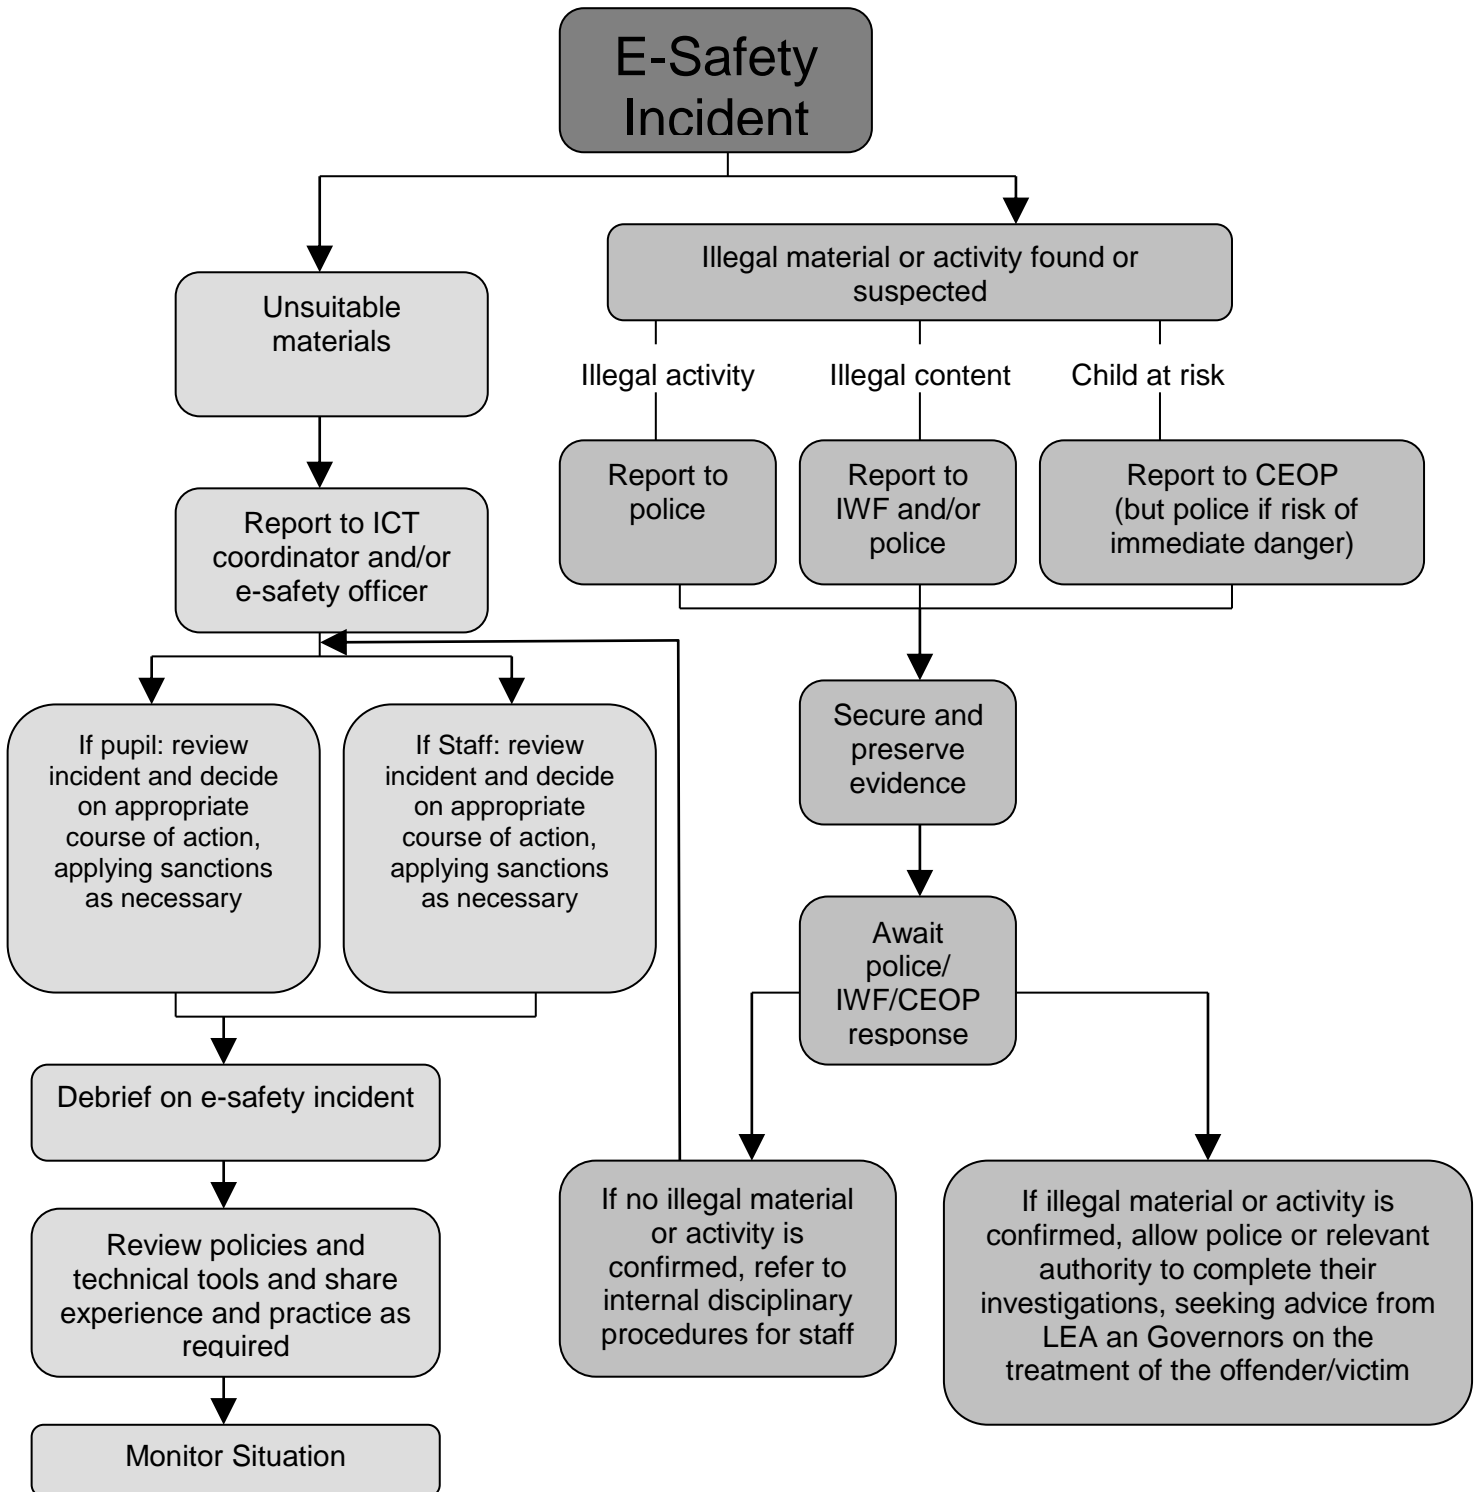 E-Safety
Incident
Illegal material or activity found or
suspected
Unsuitable
materials
Illegal activity
Illegal content
Child at risk
Report to
police
Report to
IWF and/or
police
Report to CEOP
(but police if risk of
immediate danger)
Report to ICT
coordinator and/or
e-safety officer
Secure and
preserve
evidence
If pupil: review
incident and decide
on appropriate
course of action,
applying sanctions
as necessary
If Staff: review
incident and decide
on appropriate
course of action,
applying sanctions
as necessary
Await
police/
IWF/CEOP
response
Debrief on e-safety incident
Review policies and
technical tools and share
experience and practice as
required
If no illegal material
or activity is
confirmed, refer to
internal disciplinary
procedures for staff
If illegal material or activity is
confirmed, allow police or relevant
authority to complete their
investigations, seeking advice from
LEA an Governors on the
treatment of the offender/victim
Monitor Situation